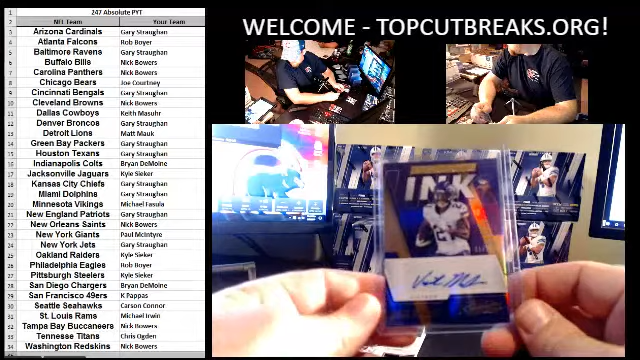 247 Absolute PYT
NFL Team Your Team
Arizona Cardinals Gary Straughan
Atlanta Falcons Rob Boyer
Baltimore Ravens Gary Straughan
Buffalo Bills Nick Bowers
Carolina Panthers Nick Bowers
Chicago Bears Joe Courtney
Cincinnati Bengals Gary Straughan
Cleveland Browns Nick Bowers
Dallas Cowboys Keith Masuhr
Denver Broncos Gary Straughan
Detroit Lions Matt Mauk
Green Bay Packers Gary Straughan
Houston Texans Gary Straughan
Indianapolis Colts Bryan DeMoine
Jacksonville Jaguars Kyle Sieker
Kansas City Chiefs Gary Straughan
Miami Dolphins Gary Straughan
Minnesota Vikings Michael Fasula
New England Patriots Gary Straughan
New Orleans Saints Nick Bowers
New York Giants Paul McIntyre
New York Jets Gary Straughan
Oakland Raiders Kyle Sieker
Philadelphia Eagles Rob Boyer
Pittsburgh Steelers Kyle Sieker
San Diego Chargers Bryan DeMoine
San Francisco 49ers K Pappas
Seattle Seahawks Carson Connor
St. Louis Rams Michael Irwin
Tampa Bay Buccaneers Nick Bowers
Tennesse Titans Chris Ogden
Washington Redskins Nick Bowers
WELCOME - TOPCUTBREAKS.ORG!
INK